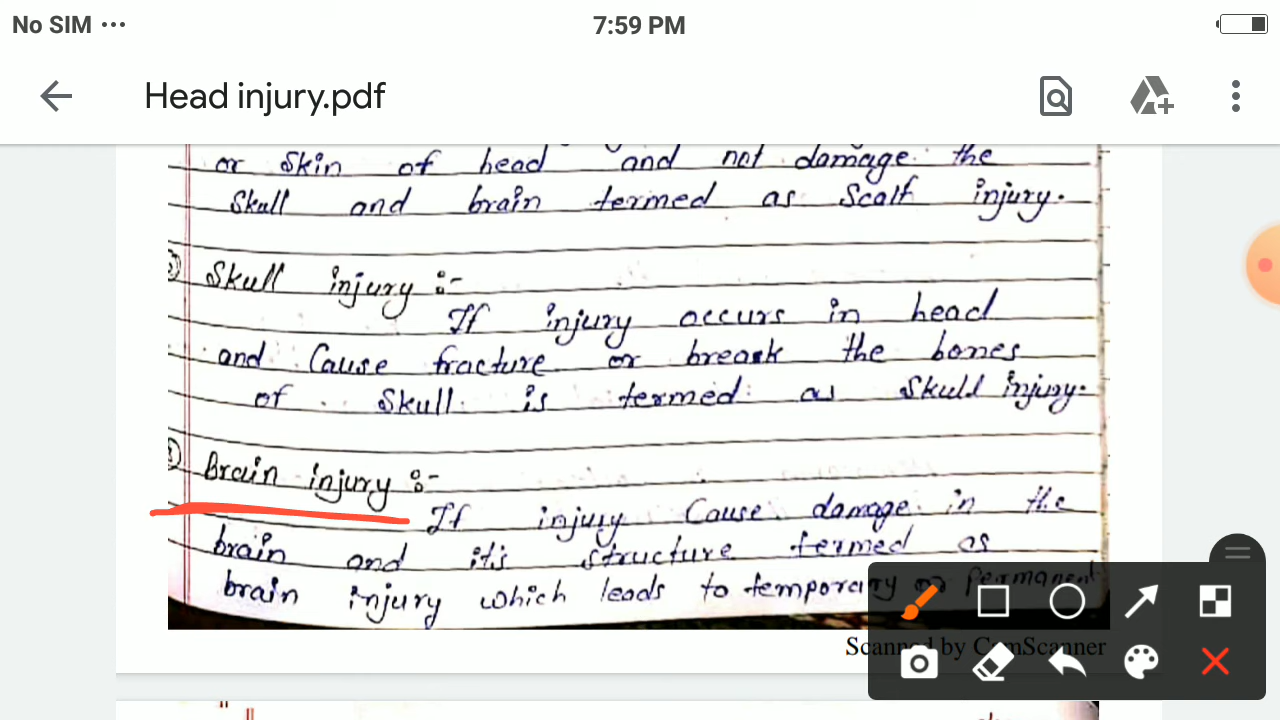 No SIM ...
7:59 PM
Head injury.pdf
or Skin of head and not damage the
Skull and brain termed as Scalf injury.
Skull injury :-
If injury occurs in head
and Cause fracture or break the bones
of Skull is termed as Skull injury.
Brain injury :-
If injury Cause damage in the
brain and it's structure termed as
brain injury which leads to temporary or Permanent
Scanned by CamScanner